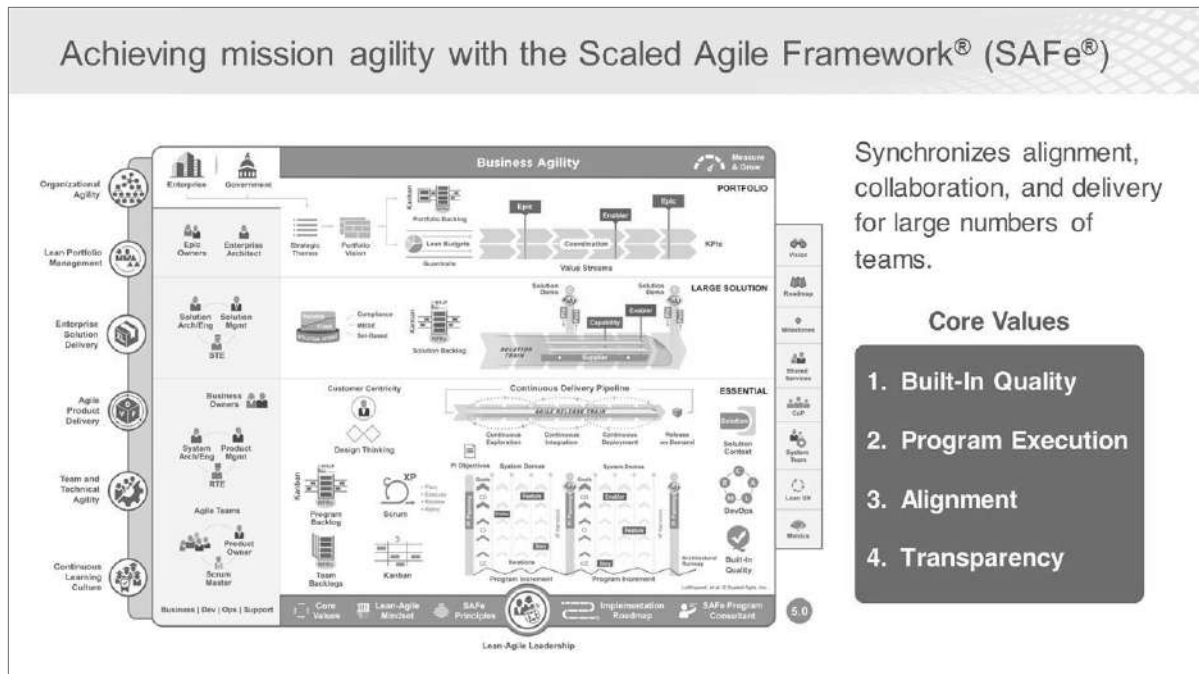 Achieving mission agility with the Scaled Agile Framework® (SAFe®)
Organizational
Agility
Lean Portfolio
Management
Enterprise
Solution
Delivery
Agile
Product
Delivery
Team and
Technical
Agility
Continuous
Learning
Culture
Enterprise
Government
Business Agility
Measure
& Grow
PORTFOLIO
Epic
Owners
Enterprise
Architect
Strategic
Themes
Portfolio
Vision
Kanban
Portfolio Backlog
Lean Budgets
Guardrails
Epic
Enabler
Epic
Coordination
Value Streams
KPIs
LARGE SOLUTION
Solution
Arch/Eng
Solution
Mgmt
STE
Compliance
MBSE
Set-Based
Kanban
Solution Backlog
Solution
Demo
Solution
Demo
Capability
Enabler
SOLUTION
TRAIN
Supplier
ESSENTIAL
Business
Owners
System
Arch/Eng
Product
Mgmt
RTE
Agile Teams
Product
Owner
Scrum
Master
Business | Dev | Ops | Support
Customer Centricity
Design Thinking
Continuous Delivery Pipeline
AGILE RELEASE TRAIN
Continuous
Exploration
Continuous
Integration
Continuous
Deployment
Release
on Demand
Solution
Solution
Context
Kanban
Program
Backlog
XP
Scrum
Team
Backlogs
Kanban
PI Objectives
System Demos
System Demos
Goals
Goals
Feature
Enabler
Feature
Story
Story
Iterations
Program Increment
Program Increment
Architectural
Runway
DevOps
Built-In
Quality
Vision
Roadmap
Milestones
Shared
Services
CoP
System
Team
Lean UX
Metrics
Core
Values
Lean-Agile
Mindset
SAFe
Principles
Implementation
Roadmap
SAFe Program
Consultant
5.0
Lean-Agile Leadership
Synchronizes alignment,
collaboration, and delivery
for large numbers of
teams.
Core Values
1. Built-In Quality
2. Program Execution
3. Alignment
4. Transparency